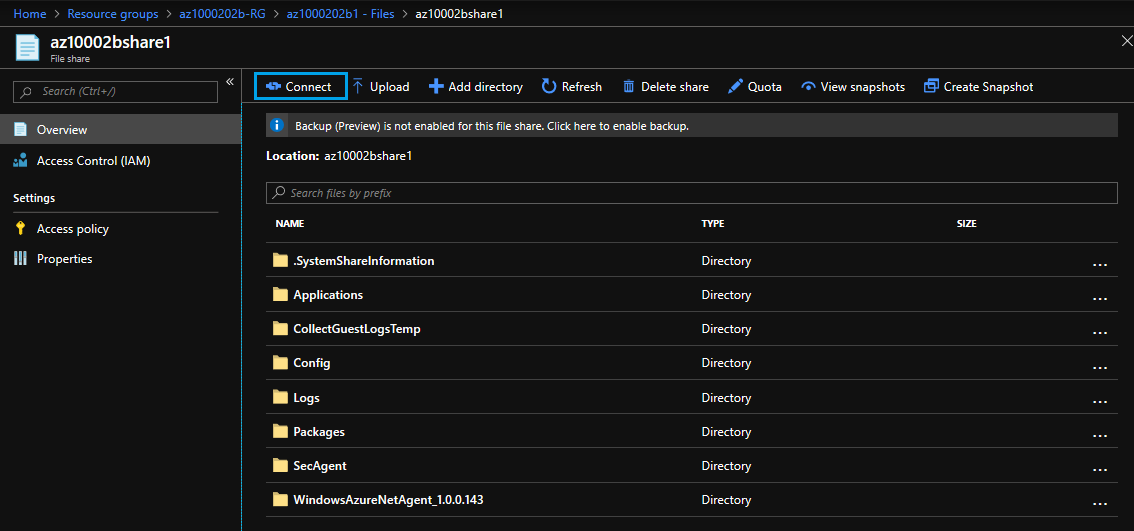 Home > Resource groups > az1000202b-RG > az1000202b1 - Files > az10002bshare1
az10002bshare1
File share
Search (Ctrl+/)
Overview
Access Control (IAM)
Settings
Access policy
Properties
Connect Upload Add directory Refresh Delete share Quota View snapshots Create Snapshot
Backup (Preview) is not enabled for this file share. Click here to enable backup.
Location: az10002bshare1
Search files by prefix
NAME TYPE SIZE
.SystemShareInformation Directory ...
Applications Directory ...
CollectGuestLogsTemp Directory ...
Config Directory ...
Logs Directory ...
Packages Directory ...
SecAgent Directory ...
WindowsAzureNetAgent_1.0.0.143 Directory ...